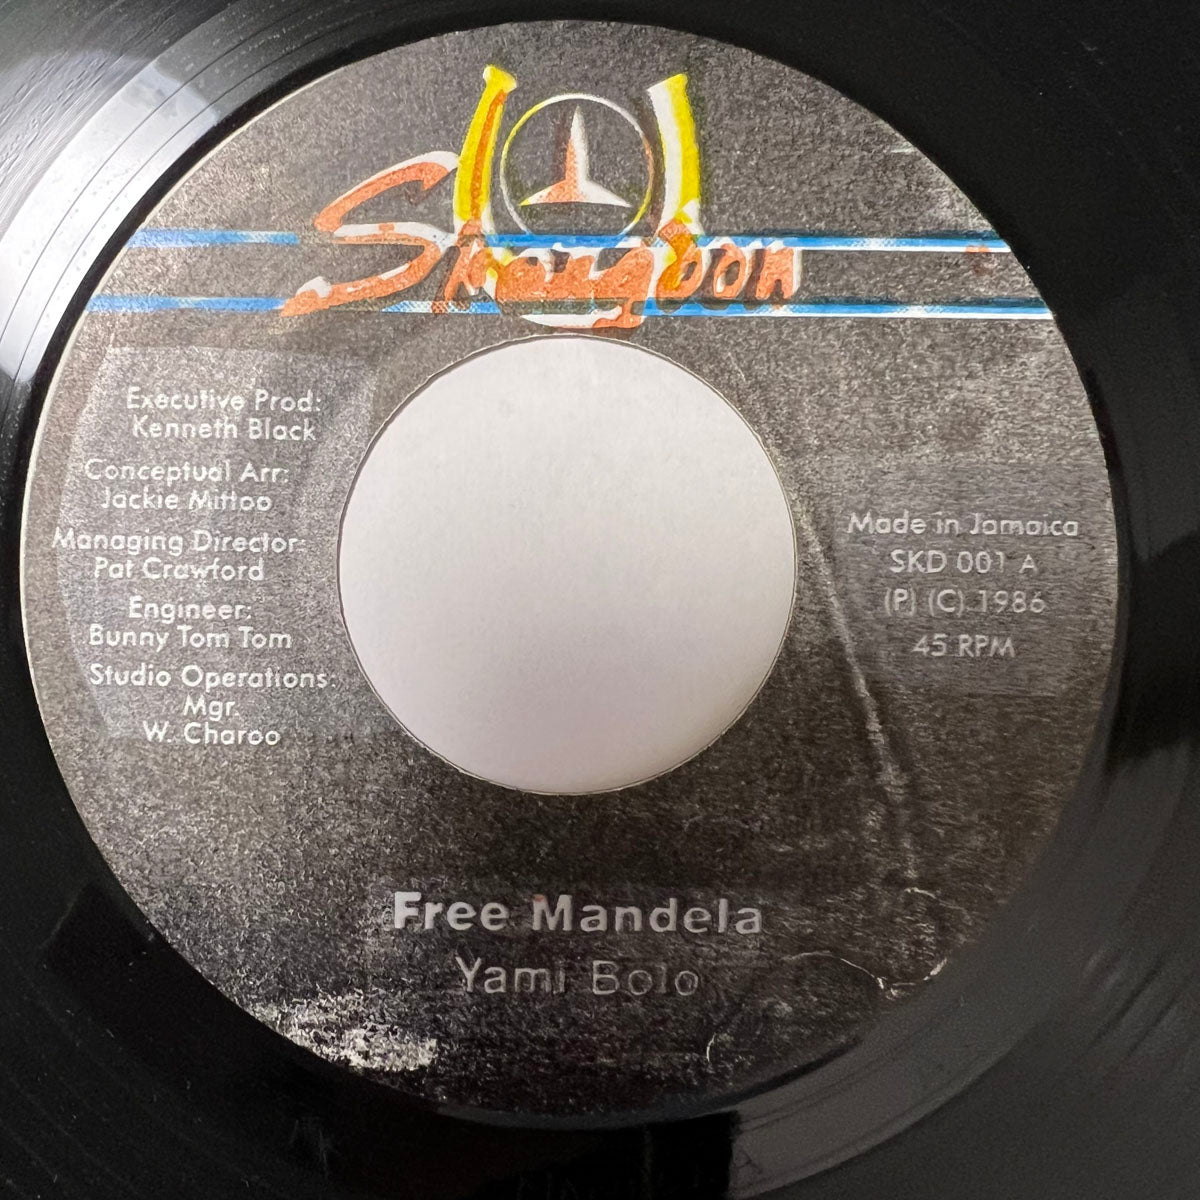 Shangdon
Executive Prod:
Kenneth Black
Conceptual Arr:
Jackie Mittoo
Managing Director:
Pat Crawford
Engineer:
Bunny Tom Tom
Studio Operations:
Mgr.
W. Charoo
Made in Jamaica
SKD 001 A
(P) (C) 1986
45 RPM
Free Mandela
Yami Bolo